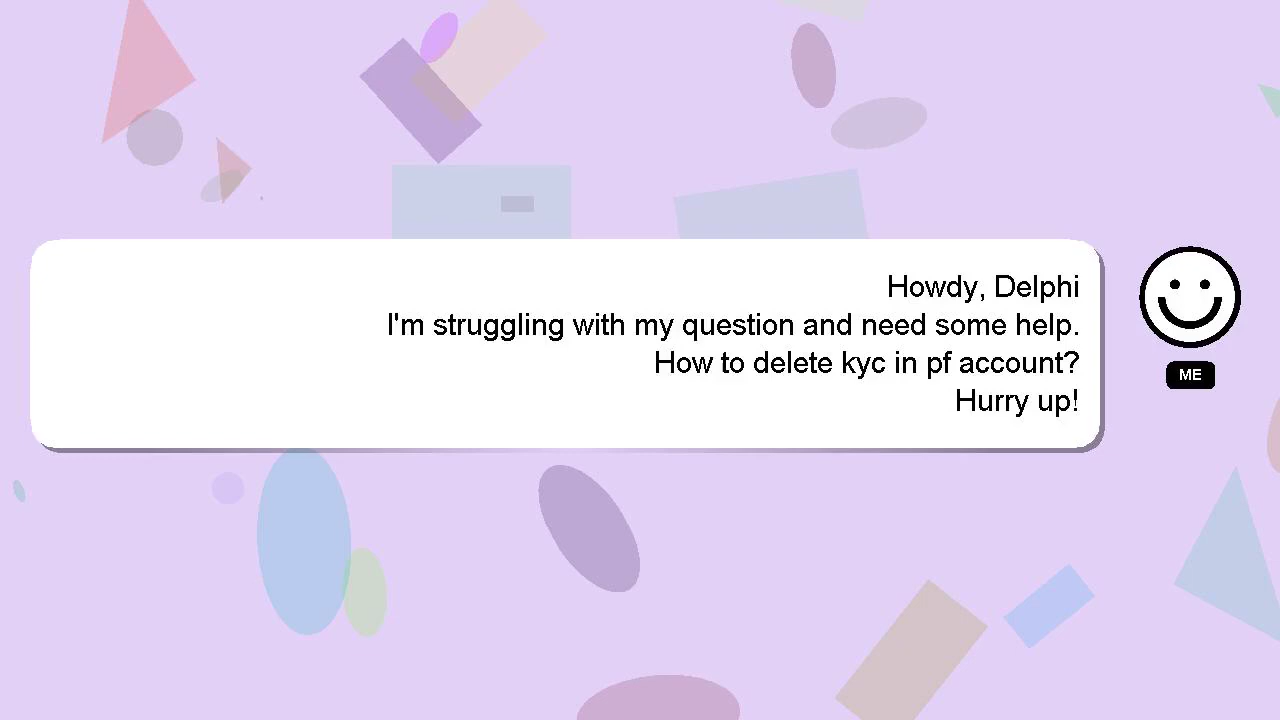 Howdy, Delphi
I'm struggling with my question and need some help.
How to delete kyc in pf account?
Hurry up!
ME